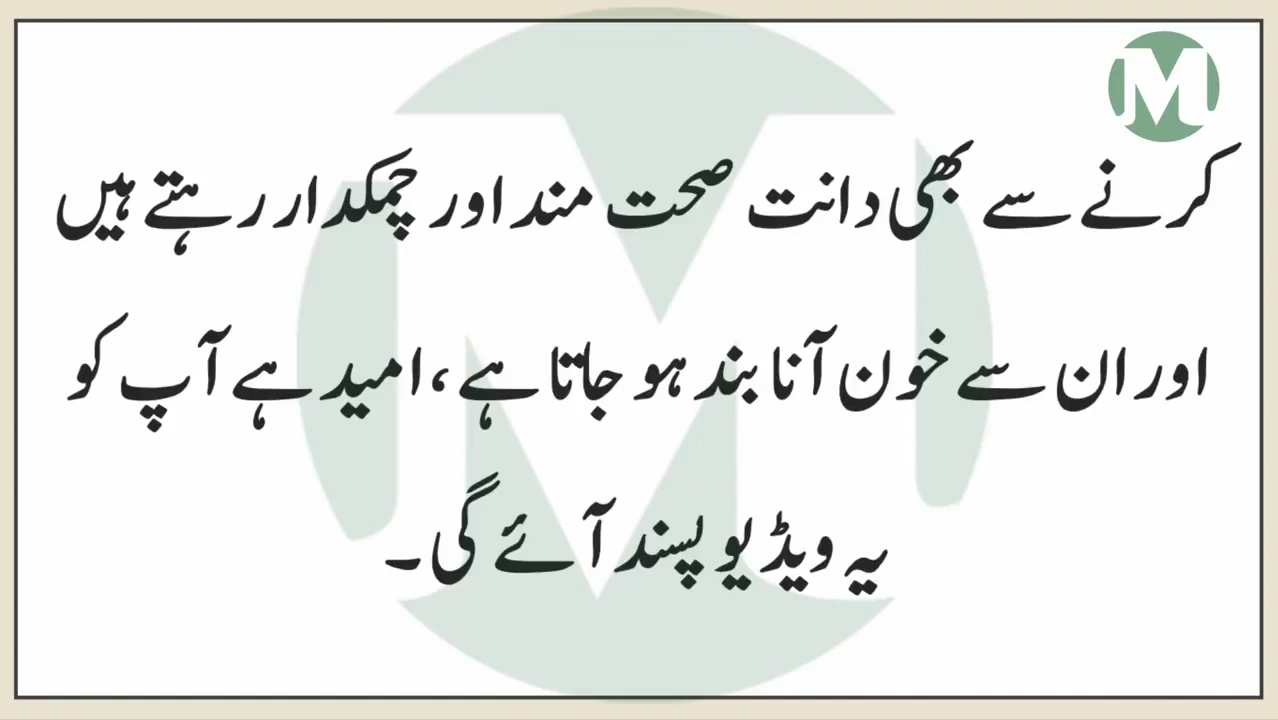 کرنے سے بھی دانت صحت مند اور چمکدار رہتے ہیں
اور ان سے خون آنا بند ہو جاتا ہے، امید ہے آپ کو
یہ ویڈیو پسند آئے گی۔
M